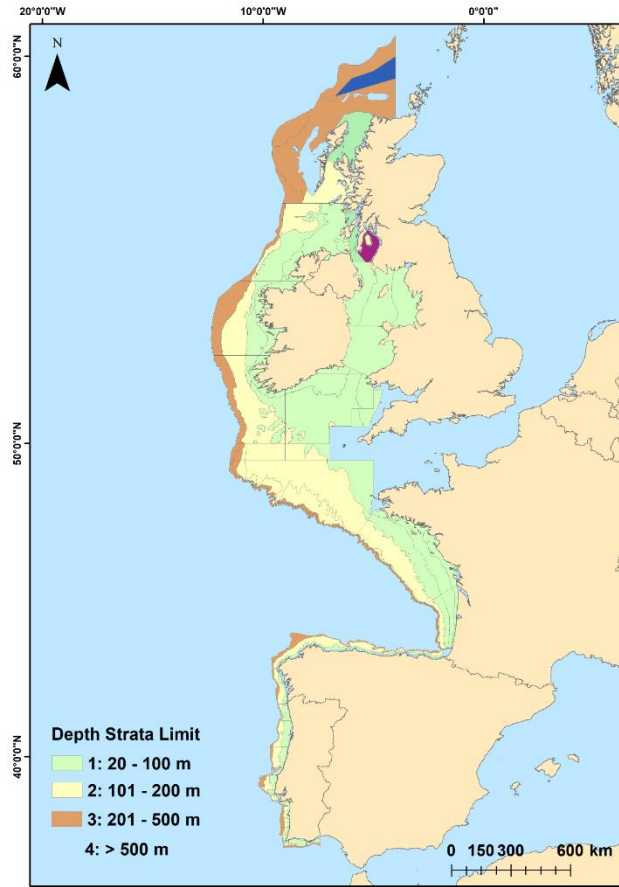 20°0'0"W
10°0'0"W
0°0'0"
N
60°0'0"N
50°0'0"N
40°0'0"N
Depth Strata Limit
1: 20 - 100 m
2: 101 - 200 m
3: 201 - 500 m
4: > 500 m
0 150 300 600 km